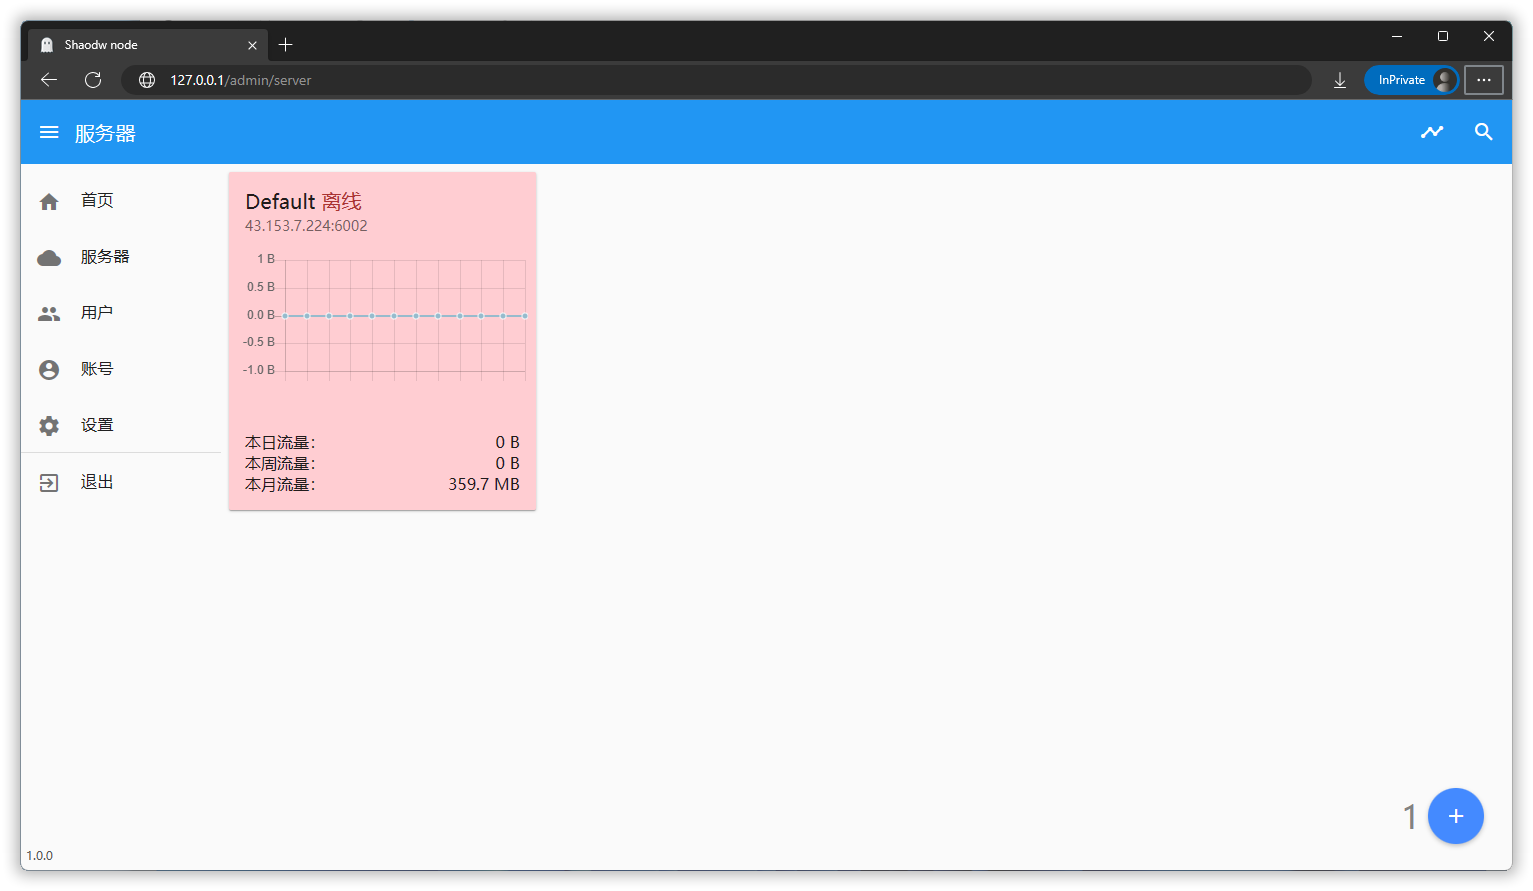 Shaodw node
127.0.0.1/admin/server
InPrivate
服务器
首页
服务器
用户
账号
设置
退出
Default 离线
43.153.7.224:6002
1 B
0.5 B
0.0 B
-0.5 B
-1.0 B
本日流量： 0 B
本周流量： 0 B
本月流量： 359.7 MB
1
1.0.0